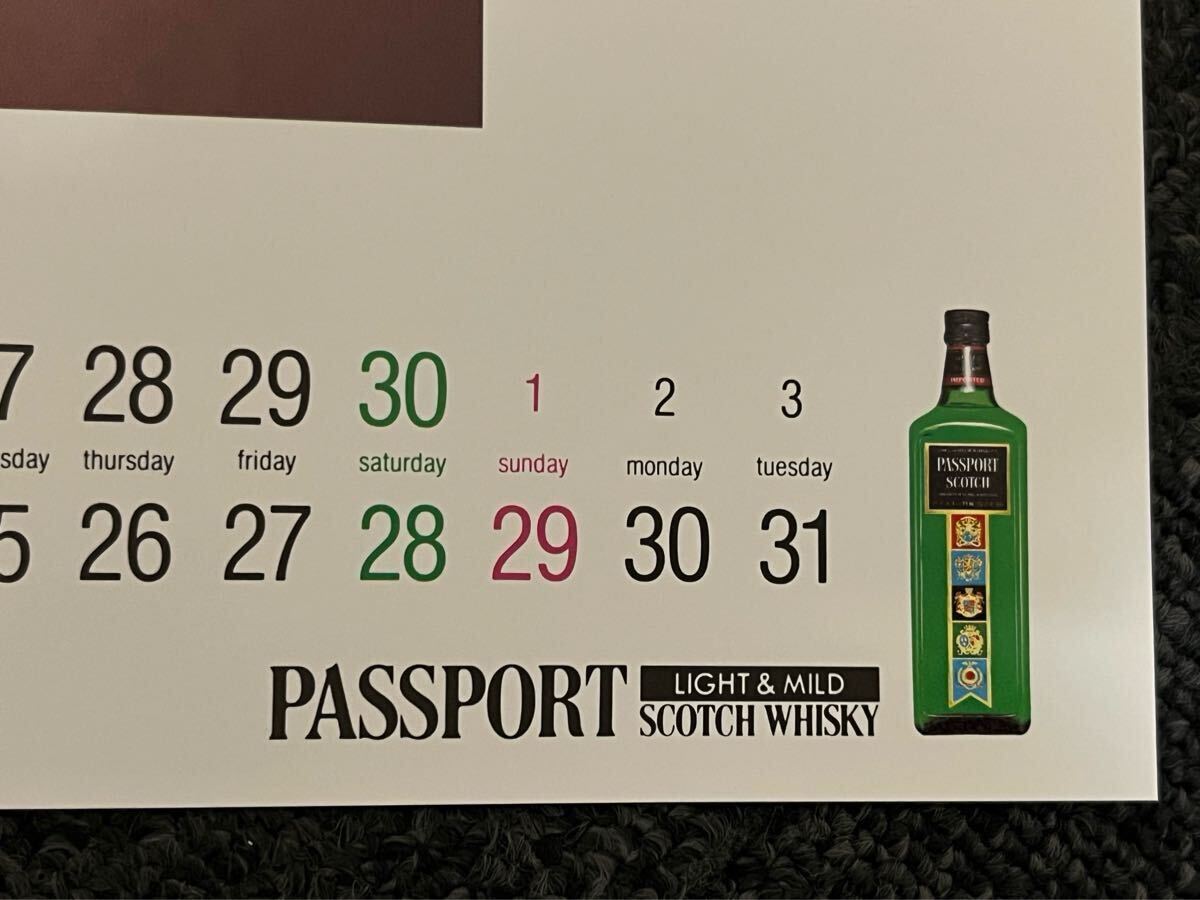 7 28 29 30 1 2 3
sday thursday friday saturday sunday monday tuesday
5 26 27 28 29 30 31
PASSPORT LIGHT & MILD
SCOTCH WHISKY
IMPORTED
PASSPORT
SCOTCH